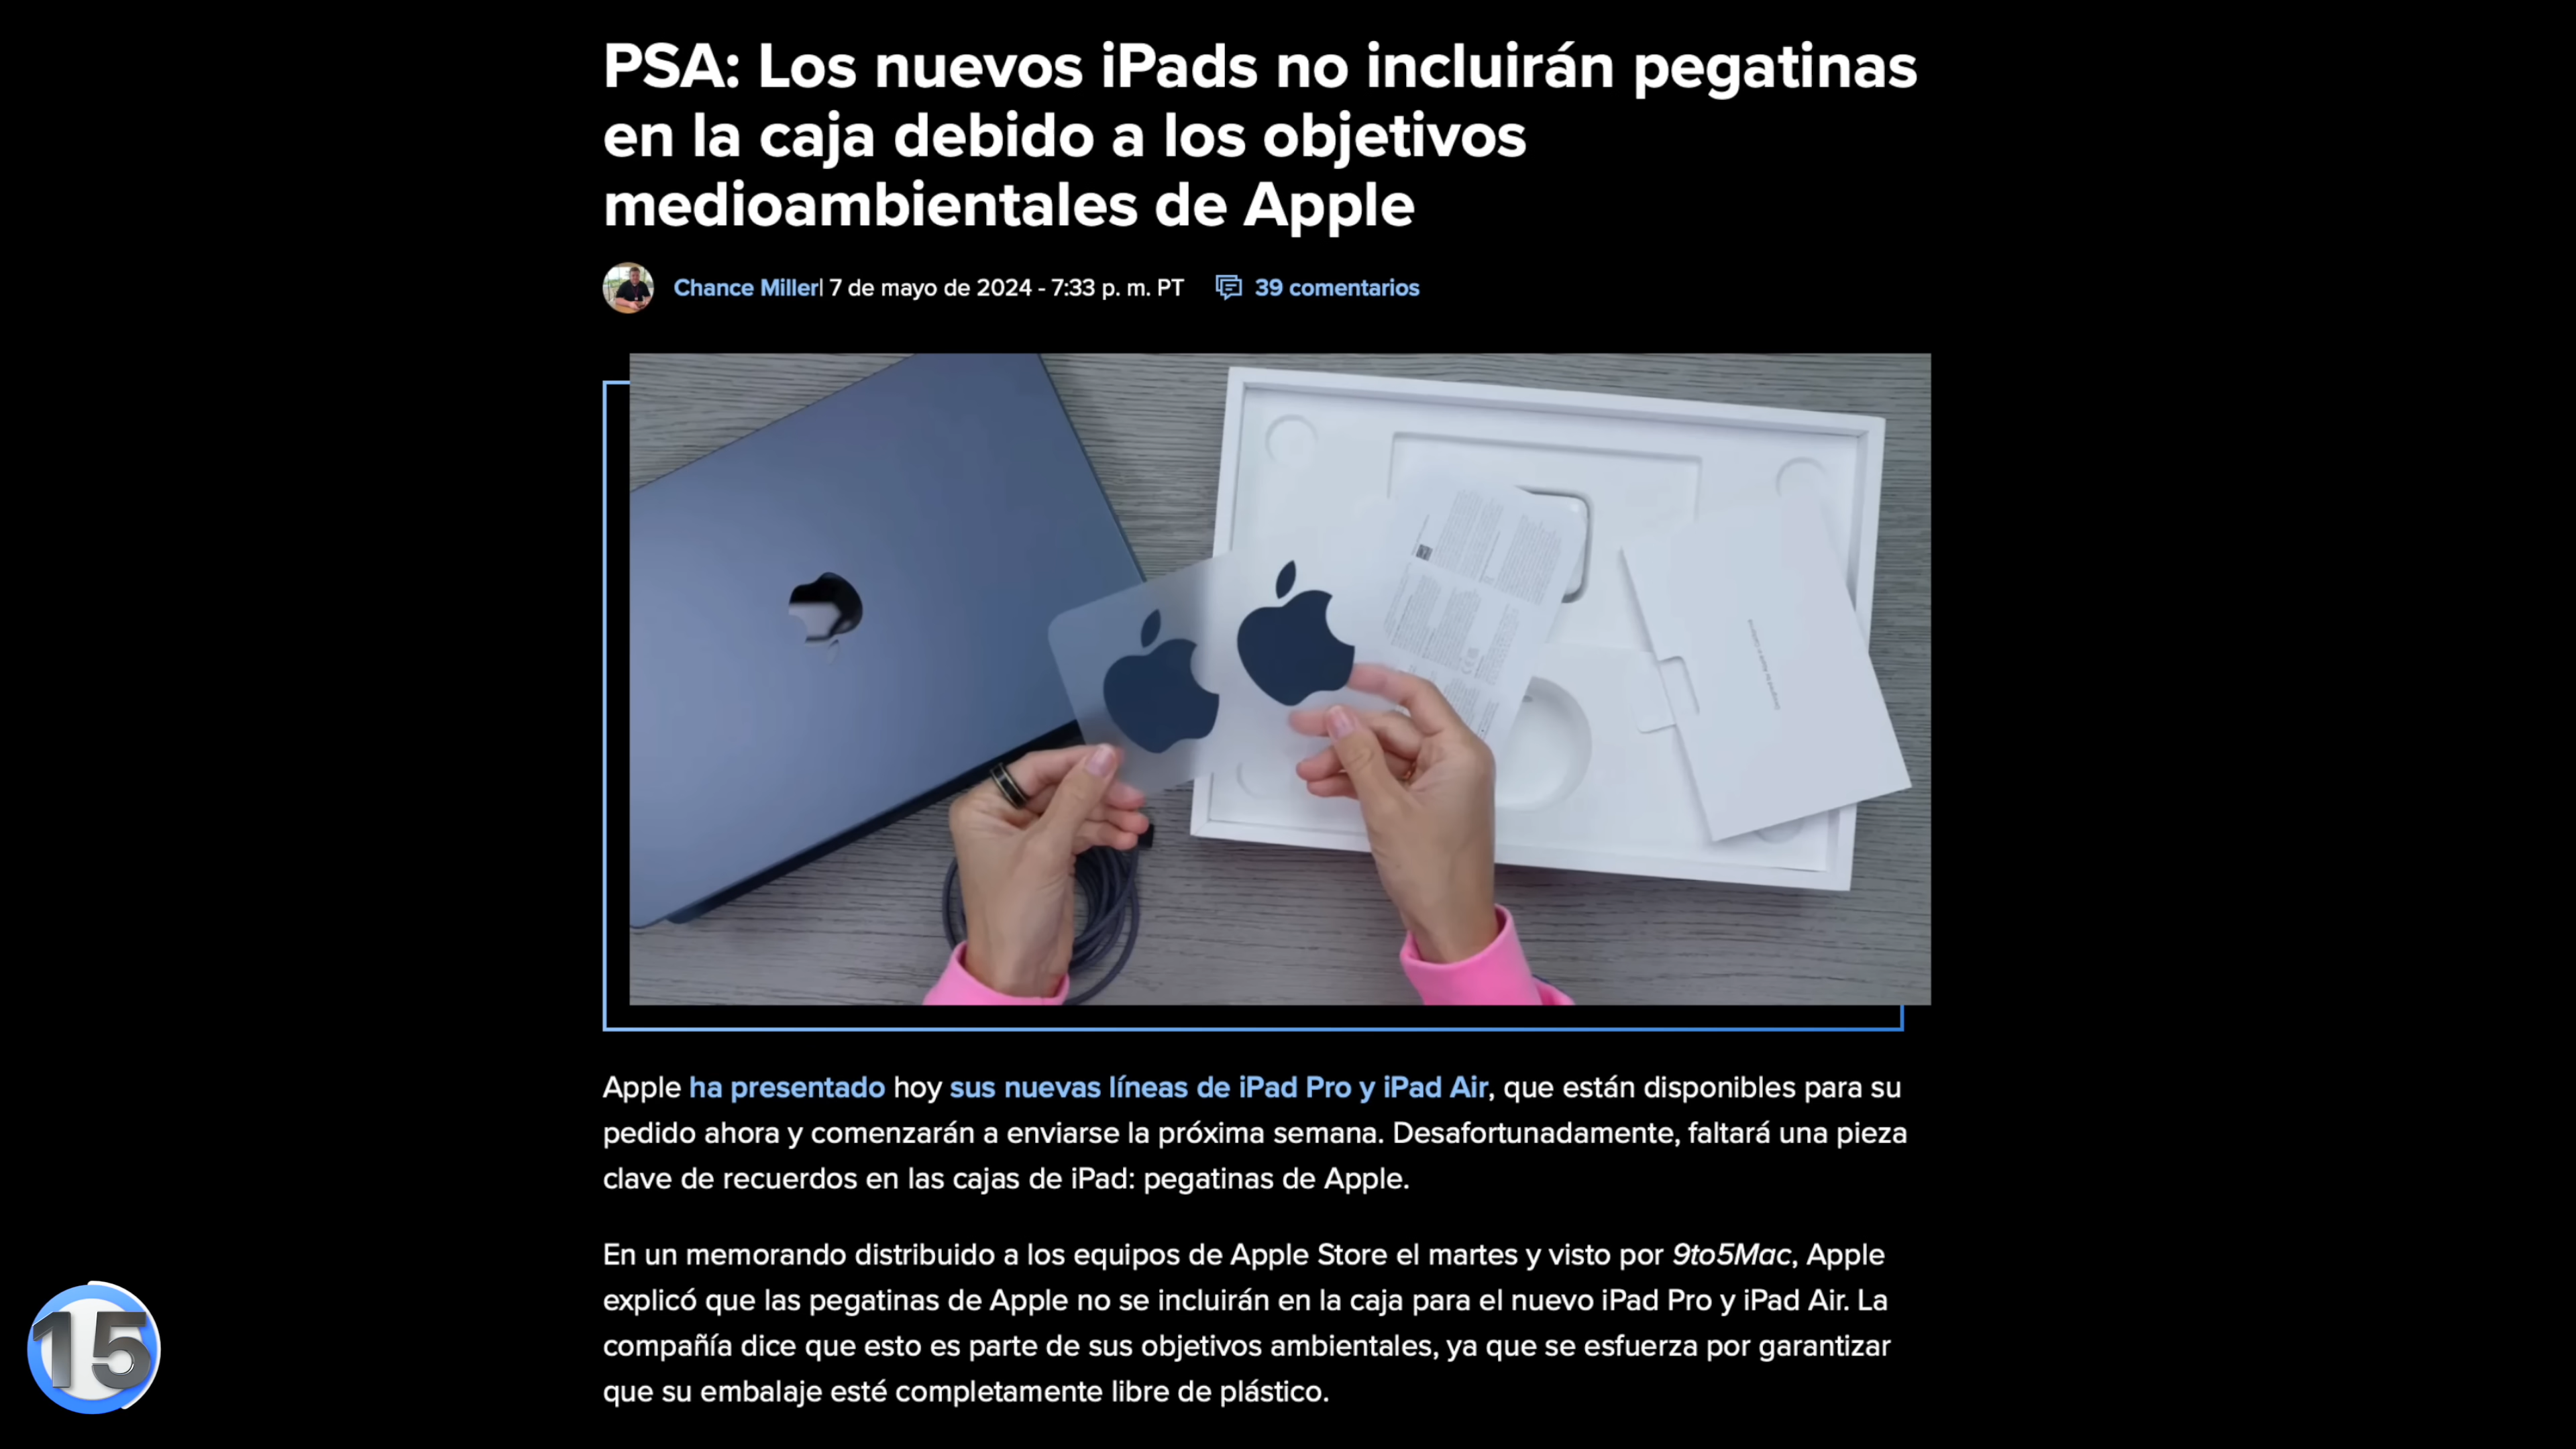 PSA: Los nuevos iPads no incluirán pegatinas
en la caja debido a los objetivos
medioambientales de Apple
Chance Miller| 7 de mayo de 2024 - 7:33 p. m. PT 39 comentarios
Apple ha presentado hoy sus nuevas líneas de iPad Pro y iPad Air, que están disponibles para su
pedido ahora y comenzarán a enviarse la próxima semana. Desafortunadamente, faltará una pieza
clave de recuerdos en las cajas de iPad: pegatinas de Apple.
En un memorando distribuido a los equipos de Apple Store el martes y visto por 9to5Mac, Apple
explicó que las pegatinas de Apple no se incluirán en la caja para el nuevo iPad Pro y iPad Air. La
compañía dice que esto es parte de sus objetivos ambientales, ya que se esfuerza por garantizar
que su embalaje esté completamente libre de plástico.
15